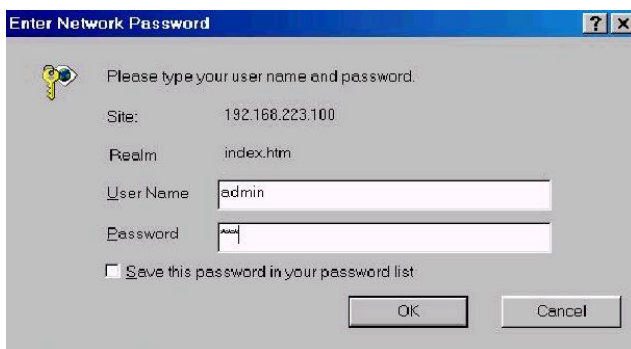 Enter Network Password
? ×
Please type your user name and password.
Site: 192.168.223.100
Realm index.htm
User Name admin
Password ****
Save this password in your password list
OK Cancel